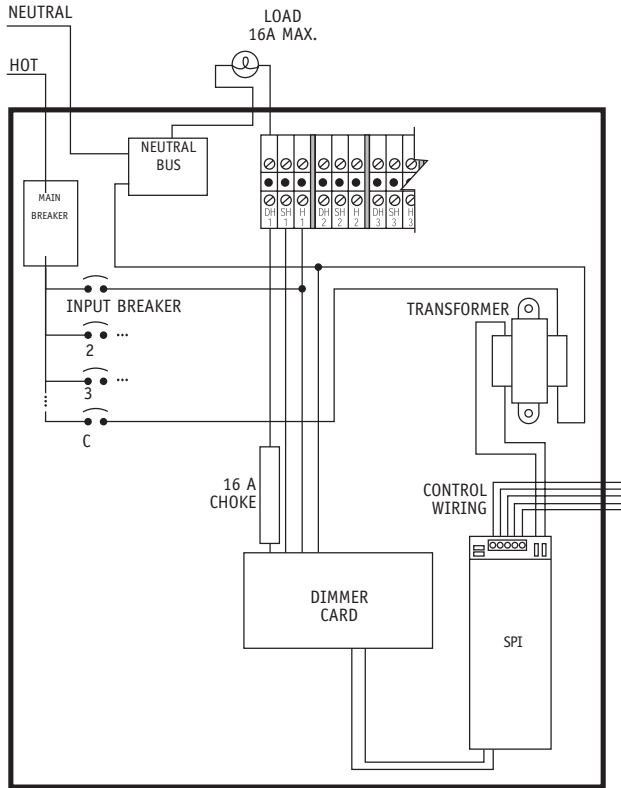 NEUTRAL
LOAD
16A MAX.
HOT
NEUTRAL
BUS
MAIN
BREAKER
DH 1 SH 1 H 1 DH 2 SH 2 H 2 DH 3 SH 3 H 3
INPUT BREAKER
TRANSFORMER
2 ...
3 ...
...
C
16 A
CHOKE
CONTROL
WIRING
DIMMER
CARD
SPI